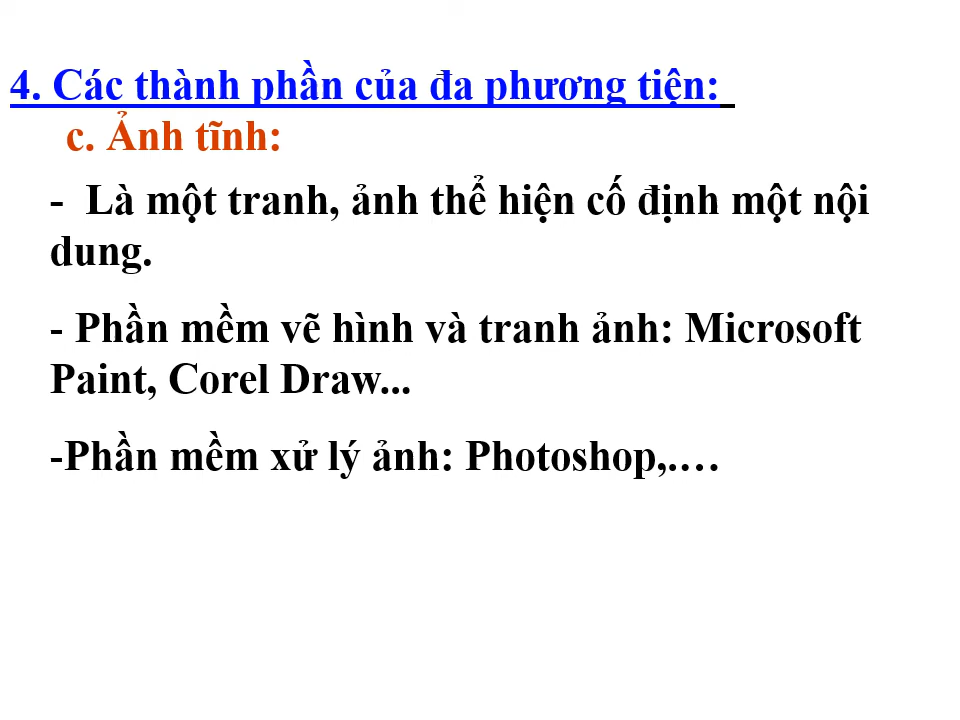 4. Các thành phần của đa phương tiện:
c. Ảnh tĩnh:
- Là một tranh, ảnh thể hiện cố định một nội
dung.
- Phần mềm vẽ hình và tranh ảnh: Microsoft
Paint, Corel Draw...
-Phần mềm xử lý ảnh: Photoshop,.…